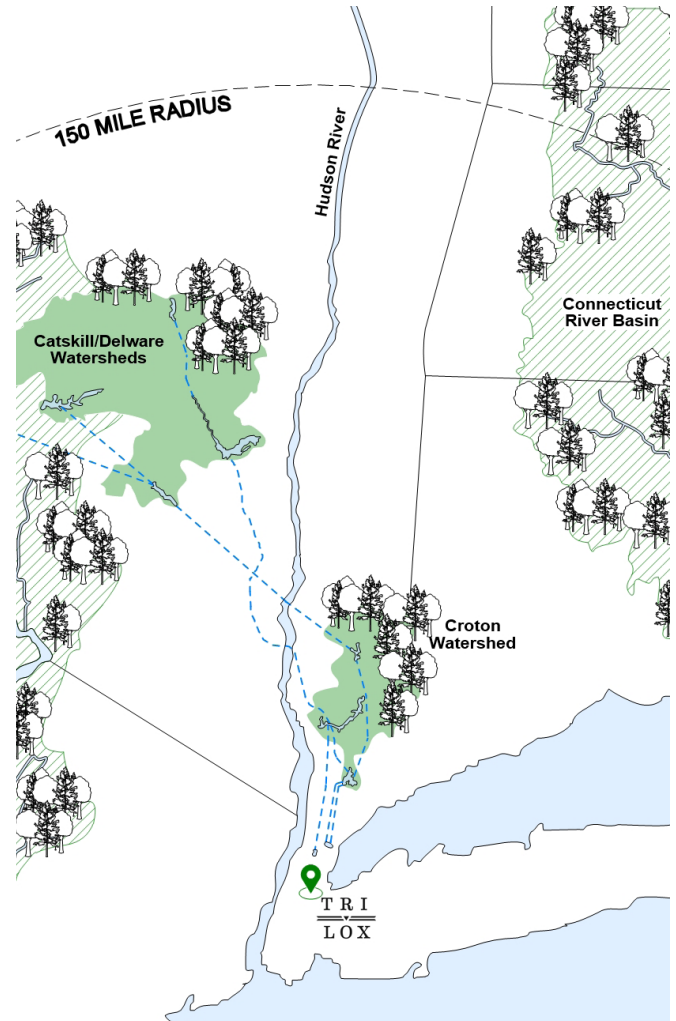 150 MILE RADIUS
Hudson River
Catskill/Delware
Watersheds
Connecticut
River Basin
Croton
Watershed
TRI
LOX